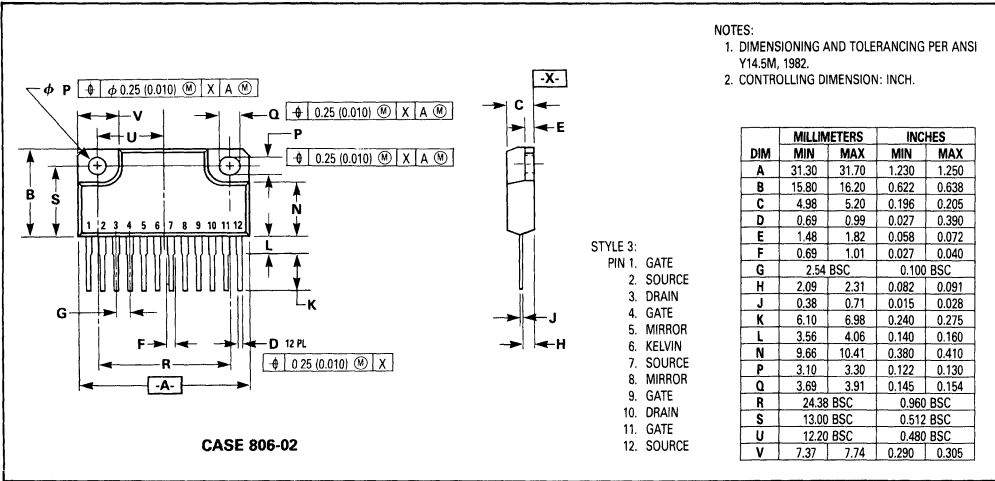 NOTES:
1. DIMENSIONING AND TOLERANCING PER ANSI
Y14.5M, 1982.
2. CONTROLLING DIMENSION: INCH.
ϕ P ⌖ ϕ 0.25 (0.010) Ⓜ X A Ⓜ
V
U
Q ⌖ 0.25 (0.010) Ⓜ X A Ⓜ
P
⌖ 0.25 (0.010) Ⓜ X A Ⓜ
B
S
N
1 2 3 4 5 6 7 8 9 10 11 12
L
K
G
F
D 12 PL
R
⌖ 0 25 (0.010) Ⓜ X
-A-
CASE 806-02
-X-
C
E
J
H
STYLE 3:
PIN 1. GATE
2. SOURCE
3. DRAIN
4. GATE
5. MIRROR
6. KELVIN
7. SOURCE
8. MIRROR
9. GATE
10. DRAIN
11. GATE
12. SOURCE
MILLIMETERS INCHES
DIM MIN MAX MIN MAX
A 31.30 31.70 1.230 1.250
B 15.80 16.20 0.622 0.638
C 4.98 5.20 0.196 0.205
D 0.69 0.99 0.027 0.390
E 1.48 1.82 0.058 0.072
F 0.69 1.01 0.027 0.040
G 2.54 BSC 0.100 BSC
H 2.09 2.31 0.082 0.091
J 0.38 0.71 0.015 0.028
K 6.10 6.98 0.240 0.275
L 3.56 4.06 0.140 0.160
N 9.66 10.41 0.380 0.410
P 3.10 3.30 0.122 0.130
Q 3.69 3.91 0.145 0.154
R 24.38 BSC 0.960 BSC
S 13.00 BSC 0.512 BSC
U 12.20 BSC 0.480 BSC
V 7.37 7.74 0.290 0.305